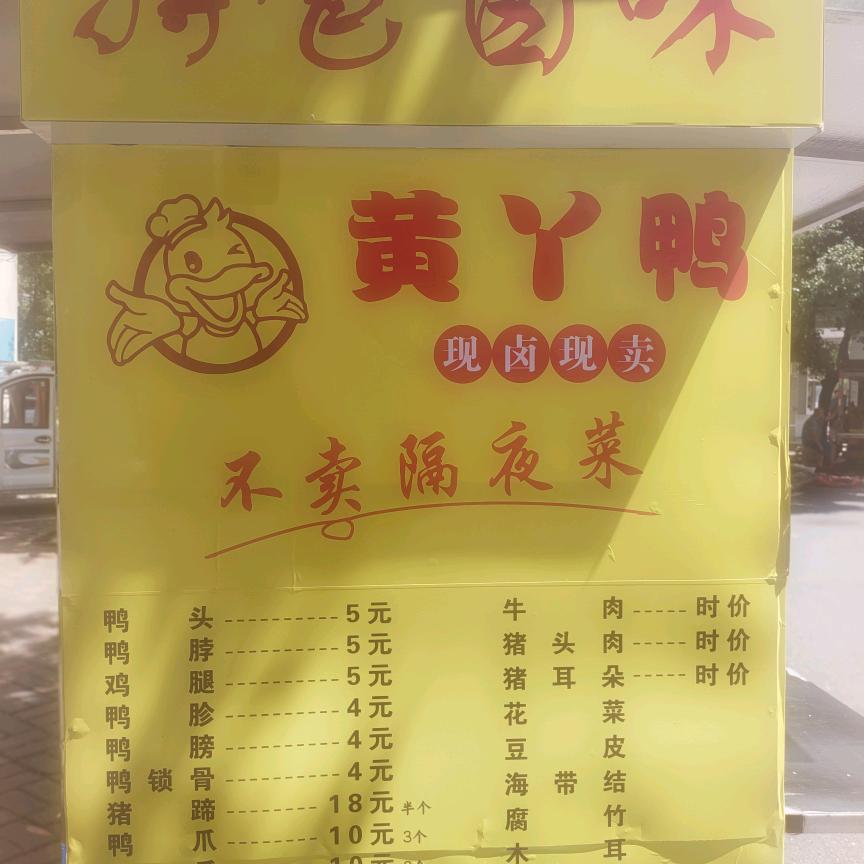 色卤味
黄丫鸭
现卤现卖
不卖隔夜菜
鸭头----------5元
鸭脖----------5元
鸡腿----------5元
鸭胗----------4元
鸭膀----------4元
鸭锁骨----------4元
猪蹄----------18元 半个
鸭爪----------10元 3个
牛肉-----时价
猪头肉-----时价
猪耳朵-----时价
花菜
豆皮
海带结
腐竹
木耳